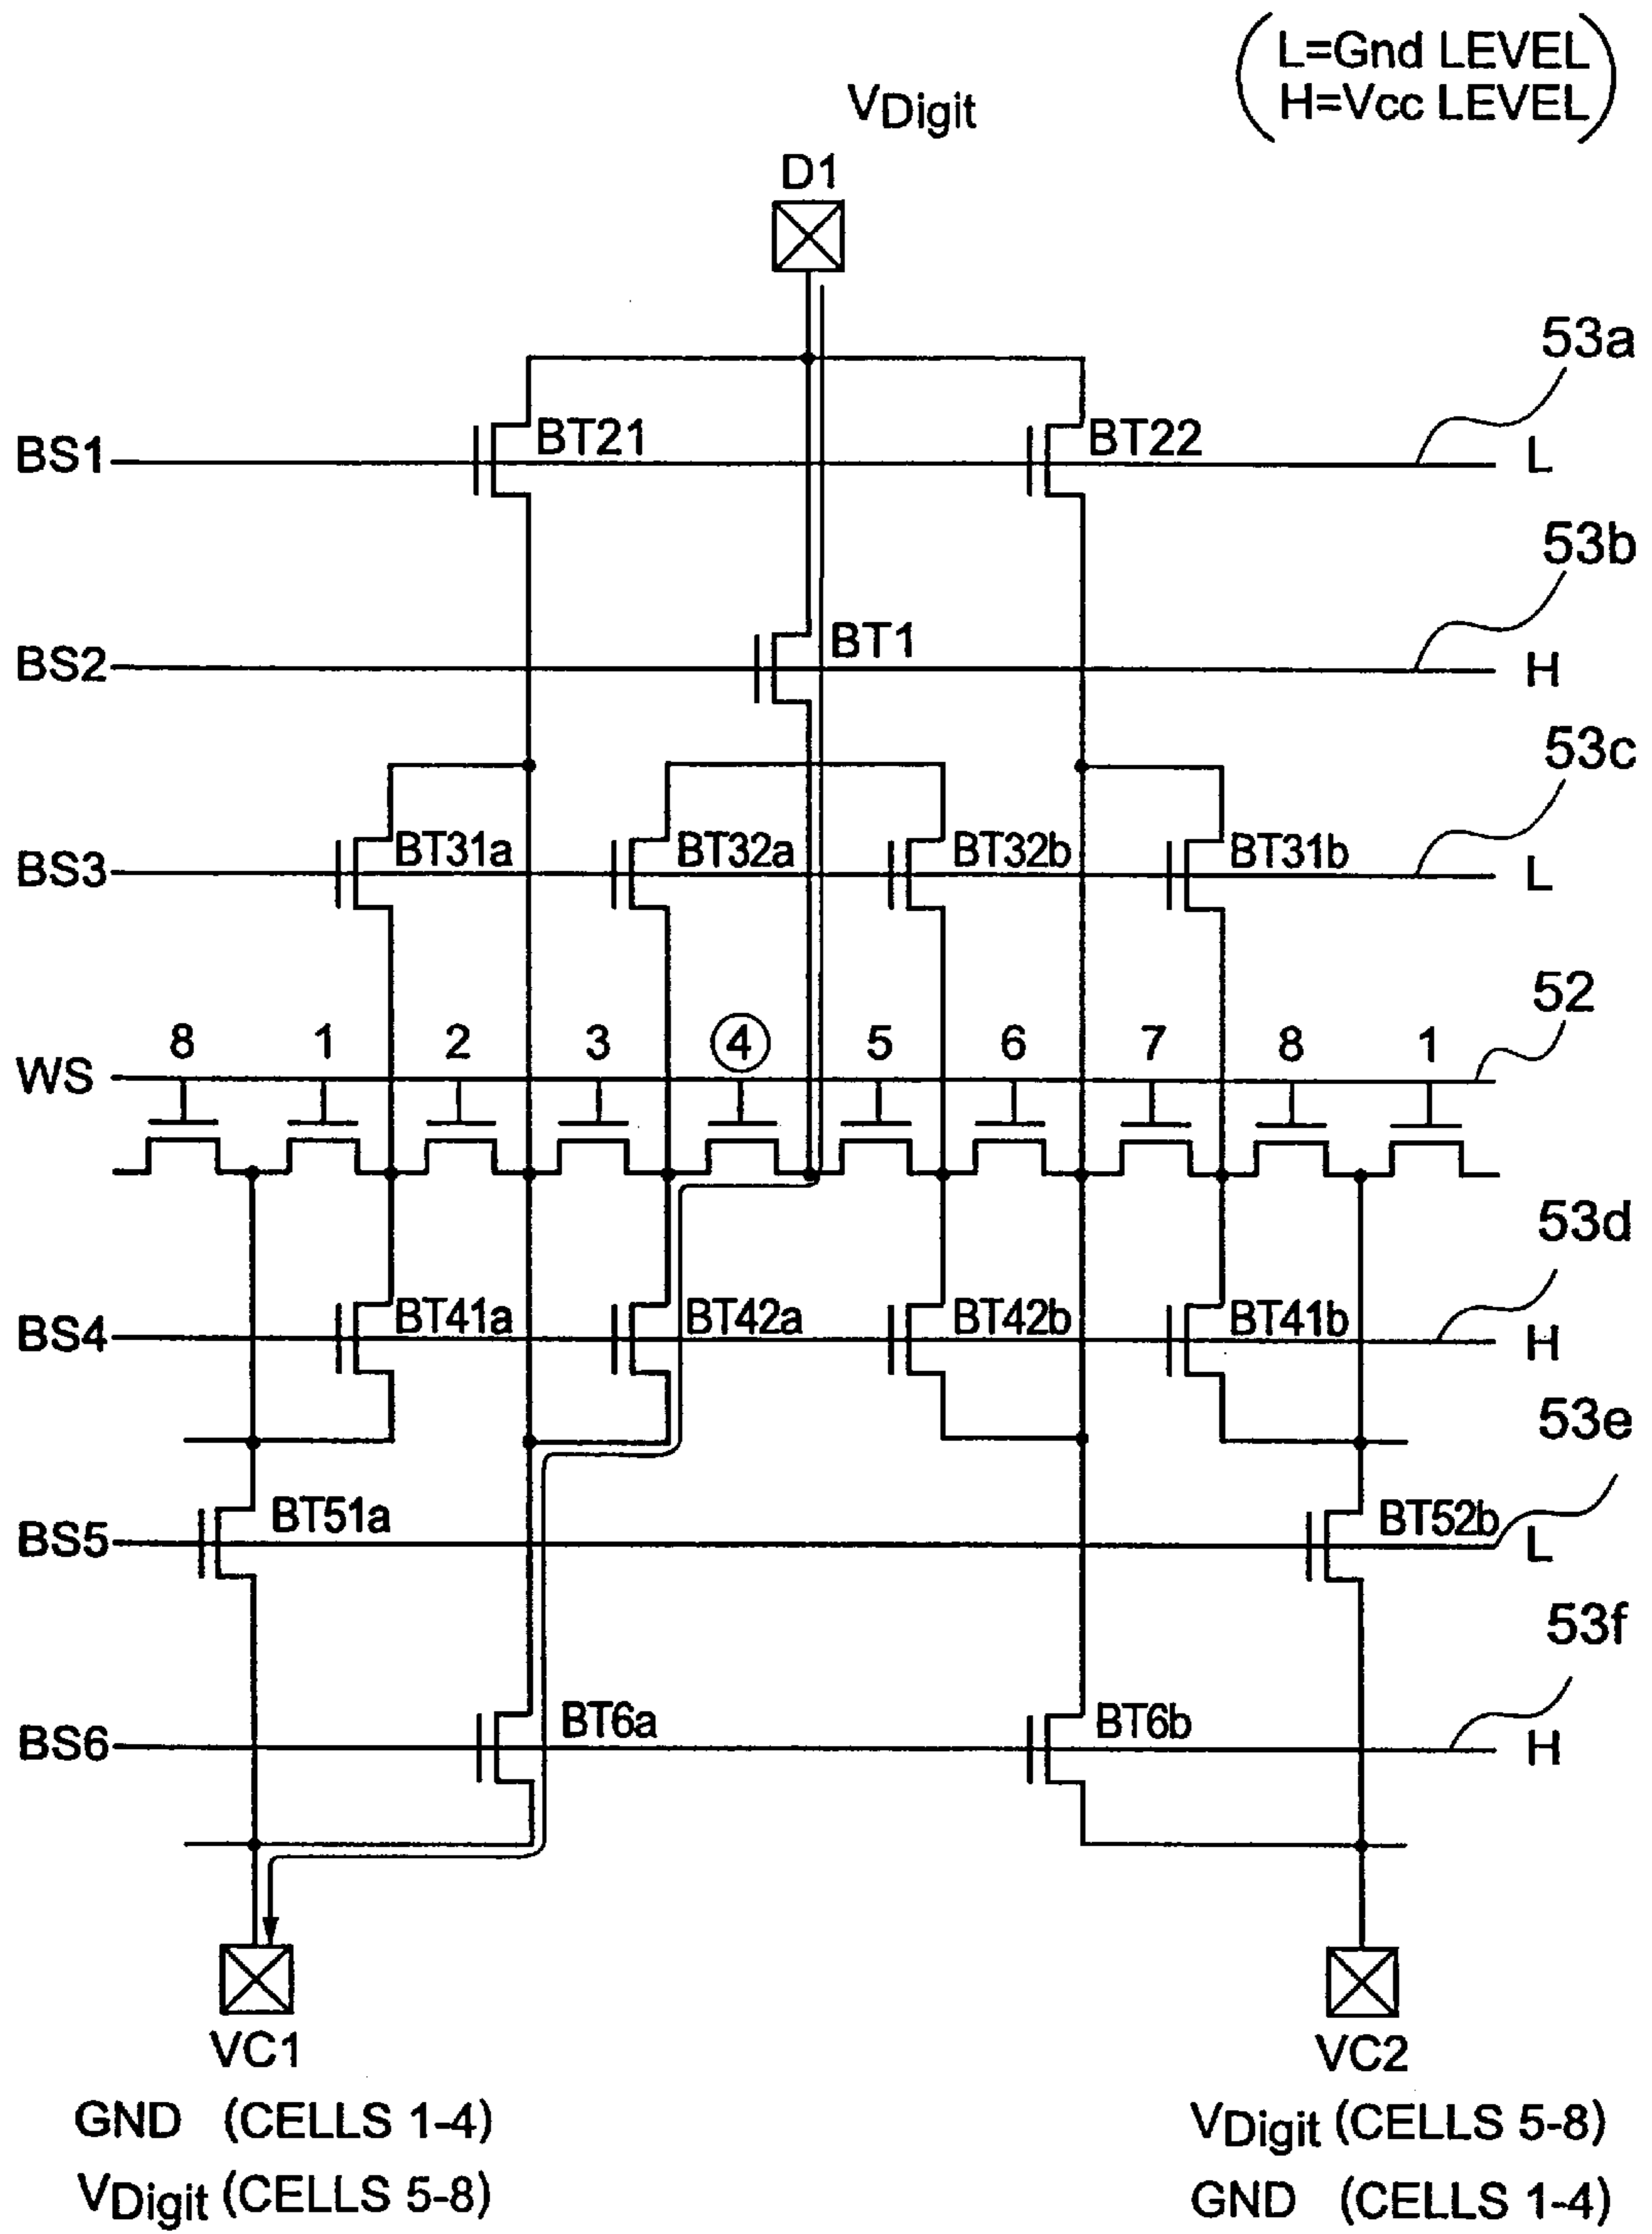 L=Gnd LEVEL
H=Vcc LEVEL
VDigit
D1
53a
BS1 BT21 BT22 L
53b
BS2 BT1 H
53c
BS3 BT31a BT32a BT32b BT31b L
52
8 1 2 3 4 5 6 7 8 1
WS
53d
BS4 BT41a BT42a BT42b BT41b H
53e
BS5 BT51a BT52b L
53f
BS6 BT6a BT6b H
VC1 VC2
GND (CELLS 1-4) VDigit (CELLS 5-8)
VDigit (CELLS 5-8) GND (CELLS 1-4)